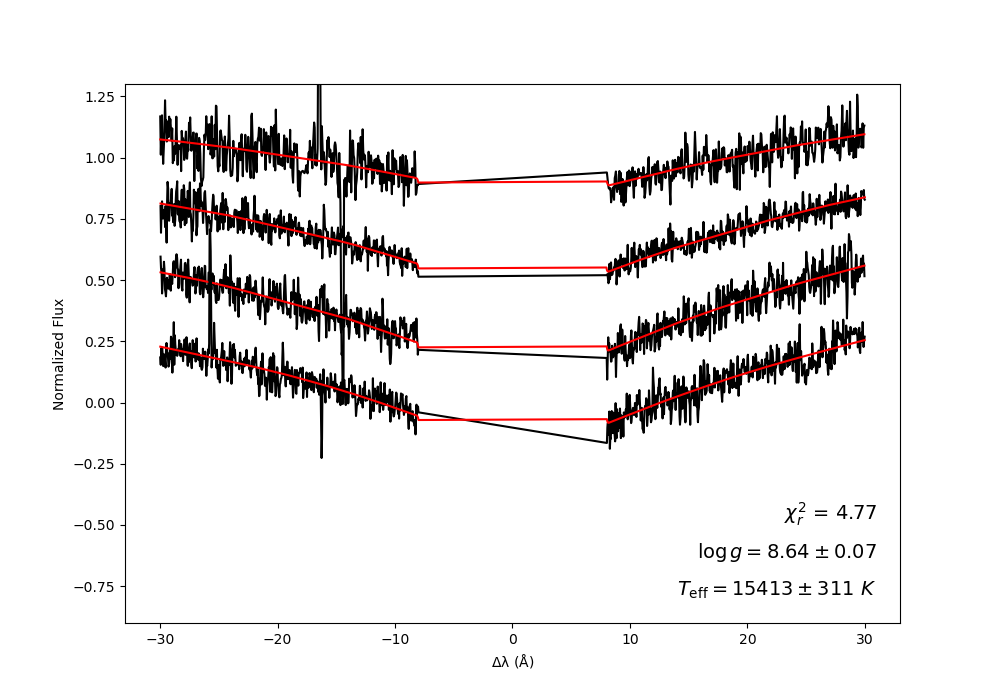 1.25
1.00
0.75
0.50
0.25
0.00
−0.25
−0.50
−0.75
Normalized Flux
χ²ᵣ = 4.77
log g = 8.64 ± 0.07
T_eff = 15413 ± 311 K
−30 −20 −10 0 10 20 30
Δλ (Å)